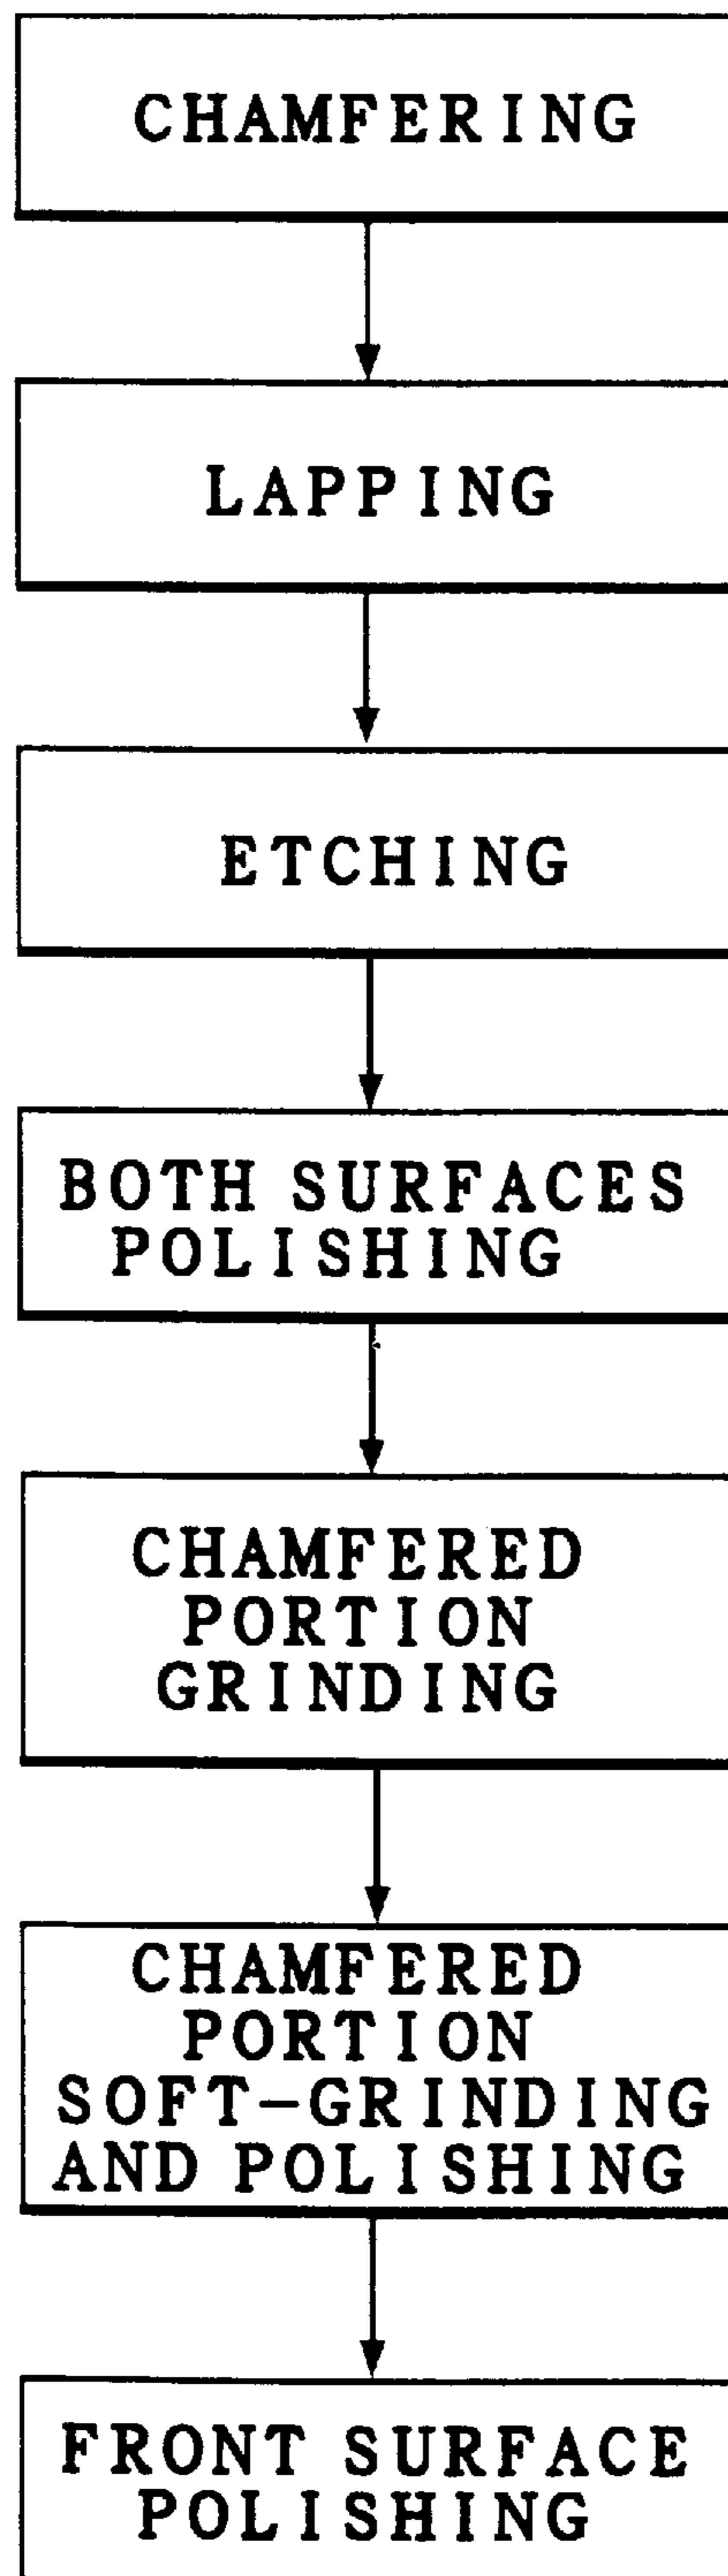 CHAMFERING
LAPPING
ETCHING
BOTH SURFACES
POLISHING
CHAMFERED
PORTION
GRINDING
CHAMFERED
PORTION
SOFT-GRINDING
AND POLISHING
FRONT SURFACE
POLISHING